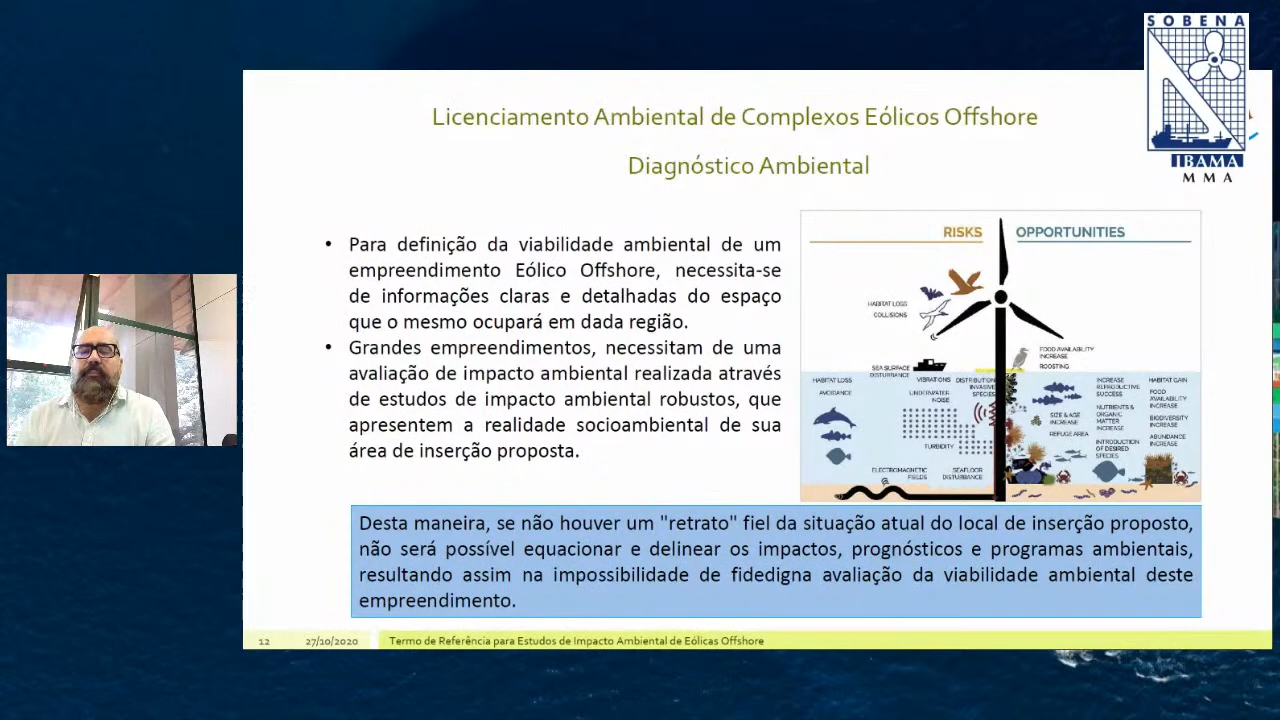 SOBENA
IBAMA
MMA
Licenciamento Ambiental de Complexos Eólicos Offshore
Diagnóstico Ambiental
• Para definição da viabilidade ambiental de um
empreendimento Eólico Offshore, necessita-se
de informações claras e detalhadas do espaço
que o mesmo ocupará em dada região.
• Grandes empreendimentos, necessitam de uma
avaliação de impacto ambiental realizada através
de estudos de impacto ambiental robustos, que
apresentem a realidade socioambiental de sua
área de inserção proposta.
RISKS
OPPORTUNITIES
HABITAT LOSS
COLLISIONS
SEA SURFACE
DISTURBANCE
FOOD AVAILABILITY
INCREASE
ROOSTING
HABITAT LOSS
AVOIDANCE
VIBRATIONS
UNDERWATER
NOISE
DISTRIBUTION
INVASIVE
SPECIES
TURBIDITY
ELECTROMAGNETIC
FIELDS
SEAFLOOR
DISTURBANCE
SIZE & AGE
INCREASE
REFUGE AREA
INCREASE
REPRODUCTIVE
SUCCESS
NUTRIENTS &
ORGANIC
MATTER
INCREASE
INTRODUCTION
OF DESIRED
SPECIES
HABITAT GAIN
FOOD
AVAILABILITY
INCREASE
BIODIVERSITY
INCREASE
ABUNDANCE
INCREASE
Desta maneira, se não houver um "retrato" fiel da situação atual do local de inserção proposto,
não será possível equacionar e delinear os impactos, prognósticos e programas ambientais,
resultando assim na impossibilidade de fidedigna avaliação da viabilidade ambiental deste
empreendimento.
12 27/10/2020 Termo de Referência para Estudos de Impacto Ambiental de Eólicas Offshore